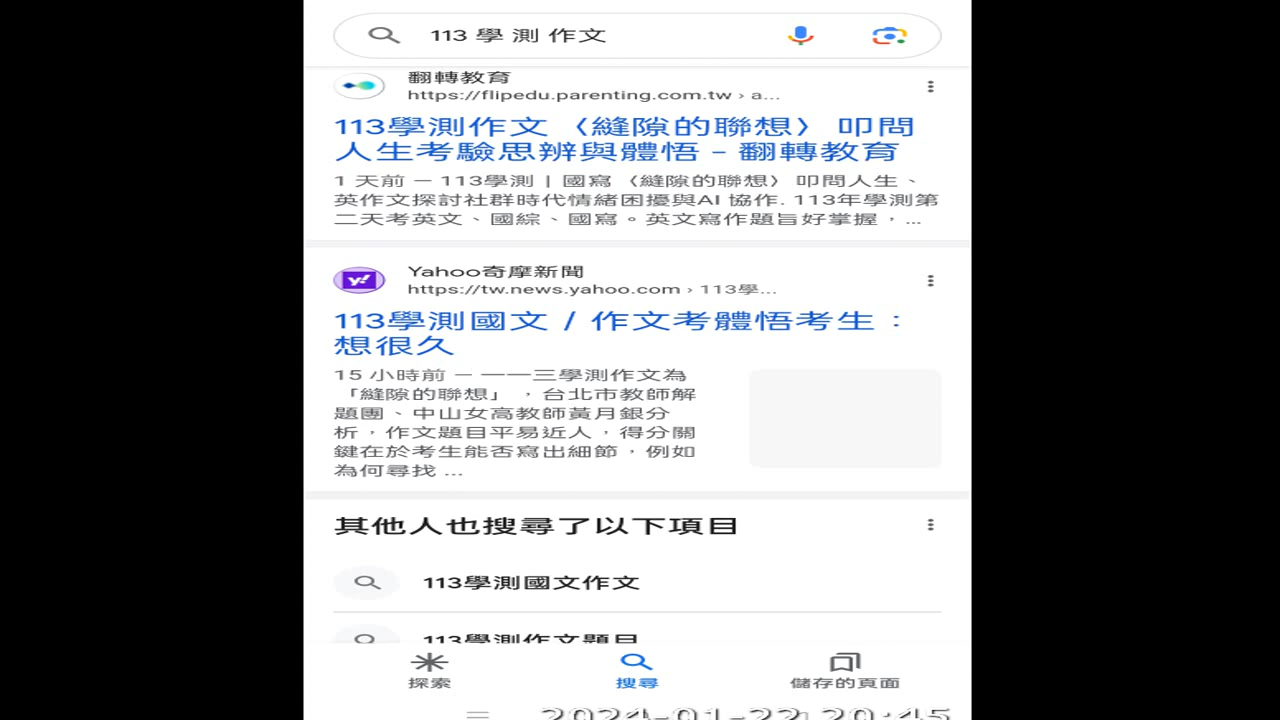 113 學 測 作文
翻轉教育
https://flipedu.parenting.com.tw › a...
113學測作文〈縫隙的聯想〉 叩問
人生考驗思辨與體悟 – 翻轉教育
1 天前 — 113學測 | 國寫〈縫隙的聯想〉叩問人生、
英作文探討社群時代情緒困擾與AI 協作. 113年學測第
二天考英文、國綜、國寫。英文寫作題旨好掌握，...
Yahoo奇摩新聞
https://tw.news.yahoo.com › 113學...
113學測國文 / 作文考體悟考生：
想很久
15 小時前 — 一一三學測作文為
「縫隙的聯想」，台北市教師解
題團、中山女高教師黃月銀分
析，作文題目平易近人，得分關
鍵在於考生能否寫出細節，例如
為何尋找 ...
其他人也搜尋了以下項目
113學測國文作文
113學測作文題目
探索
搜尋
儲存的頁面
2024-01-22 20:45